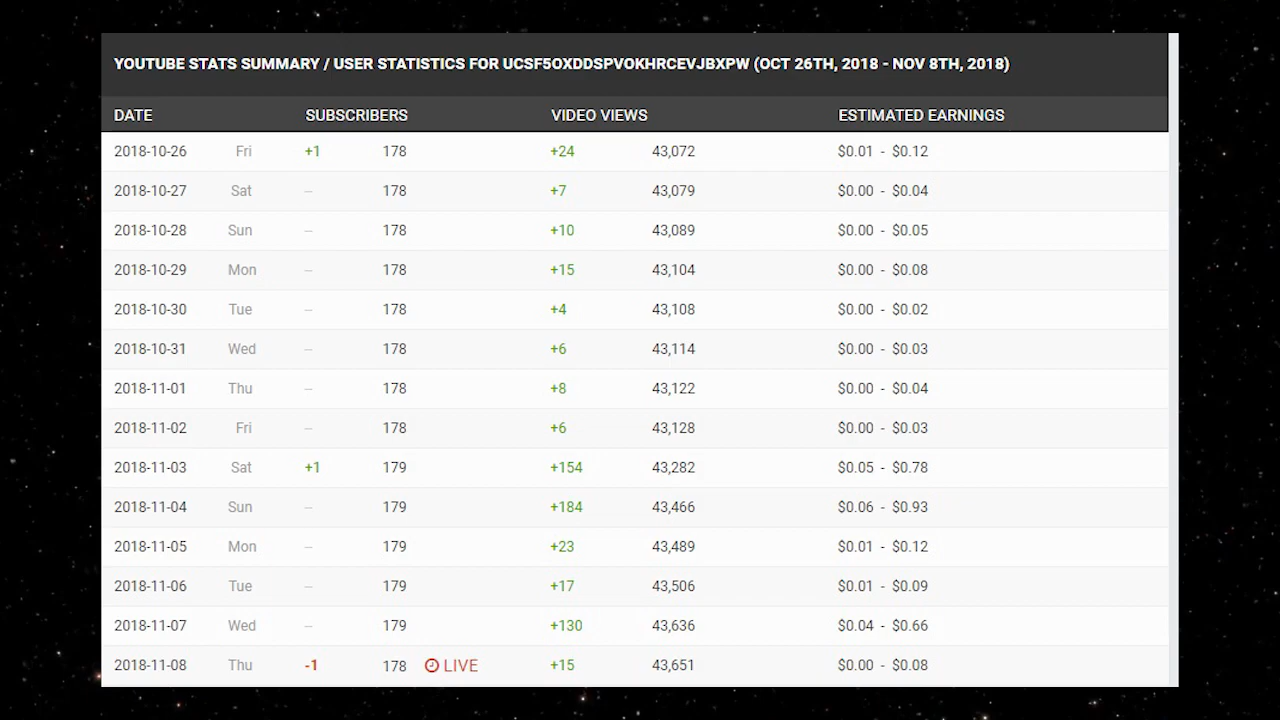 YOUTUBE STATS SUMMARY / USER STATISTICS FOR UCSF5OXDDSPVOKHRCEVJBXPW (OCT 26TH, 2018 - NOV 8TH, 2018)
DATE SUBSCRIBERS VIDEO VIEWS ESTIMATED EARNINGS
2018-10-26 Fri +1 178 +24 43,072 $0.01 - $0.12
2018-10-27 Sat -- 178 +7 43,079 $0.00 - $0.04
2018-10-28 Sun -- 178 +10 43,089 $0.00 - $0.05
2018-10-29 Mon -- 178 +15 43,104 $0.00 - $0.08
2018-10-30 Tue -- 178 +4 43,108 $0.00 - $0.02
2018-10-31 Wed -- 178 +6 43,114 $0.00 - $0.03
2018-11-01 Thu -- 178 +8 43,122 $0.00 - $0.04
2018-11-02 Fri -- 178 +6 43,128 $0.00 - $0.03
2018-11-03 Sat +1 179 +154 43,282 $0.05 - $0.78
2018-11-04 Sun -- 179 +184 43,466 $0.06 - $0.93
2018-11-05 Mon -- 179 +23 43,489 $0.01 - $0.12
2018-11-06 Tue -- 179 +17 43,506 $0.01 - $0.09
2018-11-07 Wed -- 179 +130 43,636 $0.04 - $0.66
2018-11-08 Thu -1 178 LIVE +15 43,651 $0.00 - $0.08